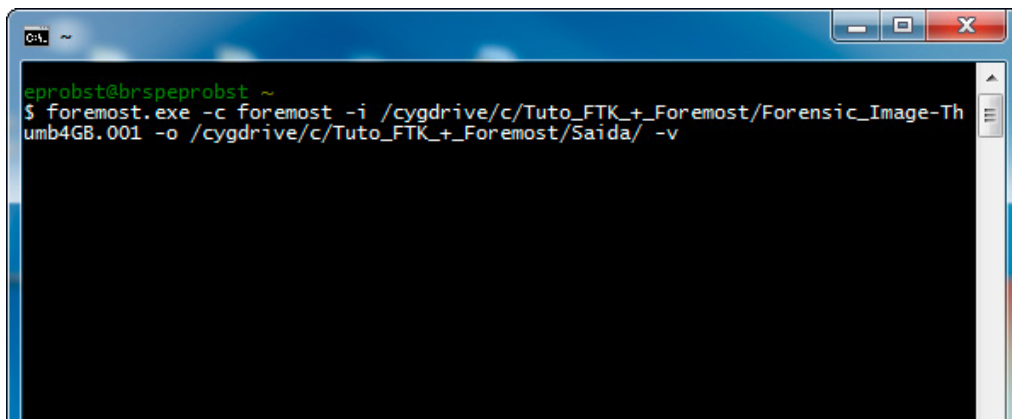 C:\. ~
eprobst@brspeprobst ~
$ foremost.exe -c foremost -i /cygdrive/c/Tuto_FTK_+_Foremost/Forensic_Image-Th
umb4GB.001 -o /cygdrive/c/Tuto_FTK_+_Foremost/Saida/ -v